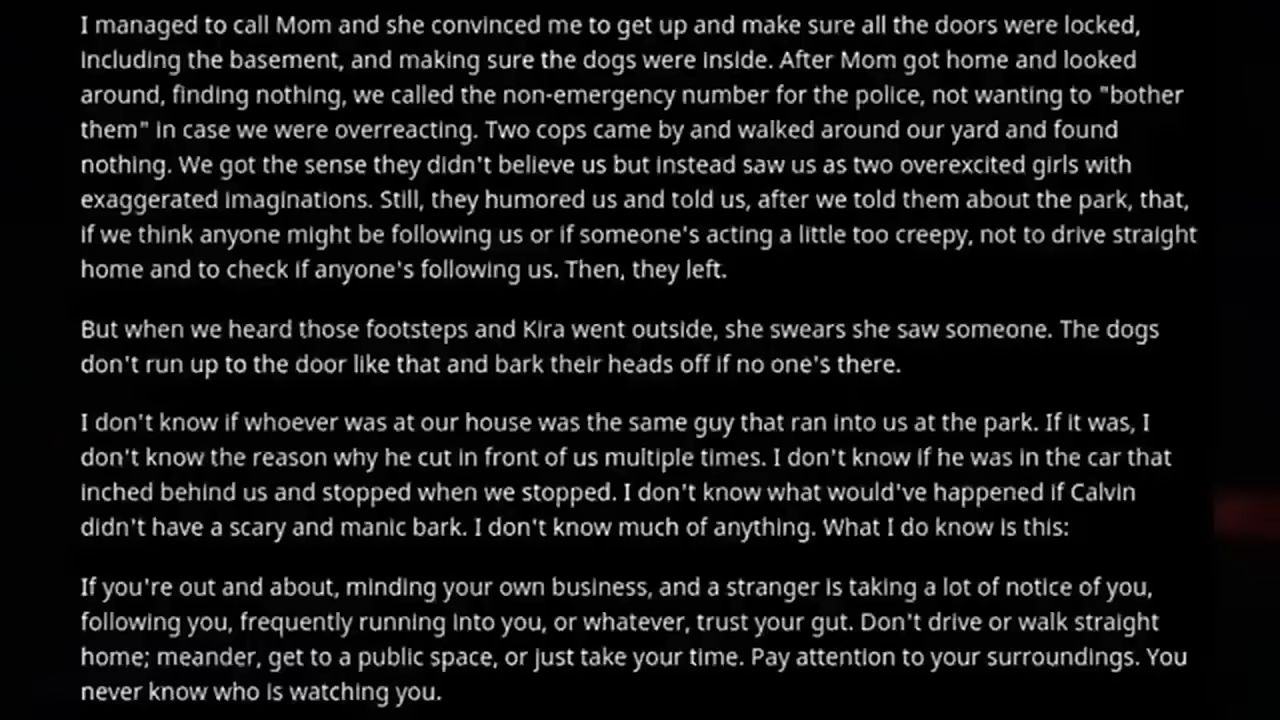 I managed to call Mom and she convinced me to get up and make sure all the doors were locked,
including the basement, and making sure the dogs were inside. After Mom got home and looked
around, finding nothing, we called the non-emergency number for the police, not wanting to "bother
them" in case we were overreacting. Two cops came by and walked around our yard and found
nothing. We got the sense they didn't believe us but instead saw us as two overexcited girls with
exaggerated imaginations. Still, they humored us and told us, after we told them about the park, that,
if we think anyone might be following us or if someone's acting a little too creepy, not to drive straight
home and to check if anyone's following us. Then, they left.
But when we heard those footsteps and Kira went outside, she swears she saw someone. The dogs
don't run up to the door like that and bark their heads off if no one's there.
I don't know if whoever was at our house was the same guy that ran into us at the park. If it was, I
don't know the reason why he cut in front of us multiple times. I don't know if he was in the car that
inched behind us and stopped when we stopped. I don't know what would've happened if Calvin
didn't have a scary and manic bark. I don't know much of anything. What I do know is this:
If you're out and about, minding your own business, and a stranger is taking a lot of notice of you,
following you, frequently running into you, or whatever, trust your gut. Don't drive or walk straight
home; meander, get to a public space, or just take your time. Pay attention to your surroundings. You
never know who is watching you.